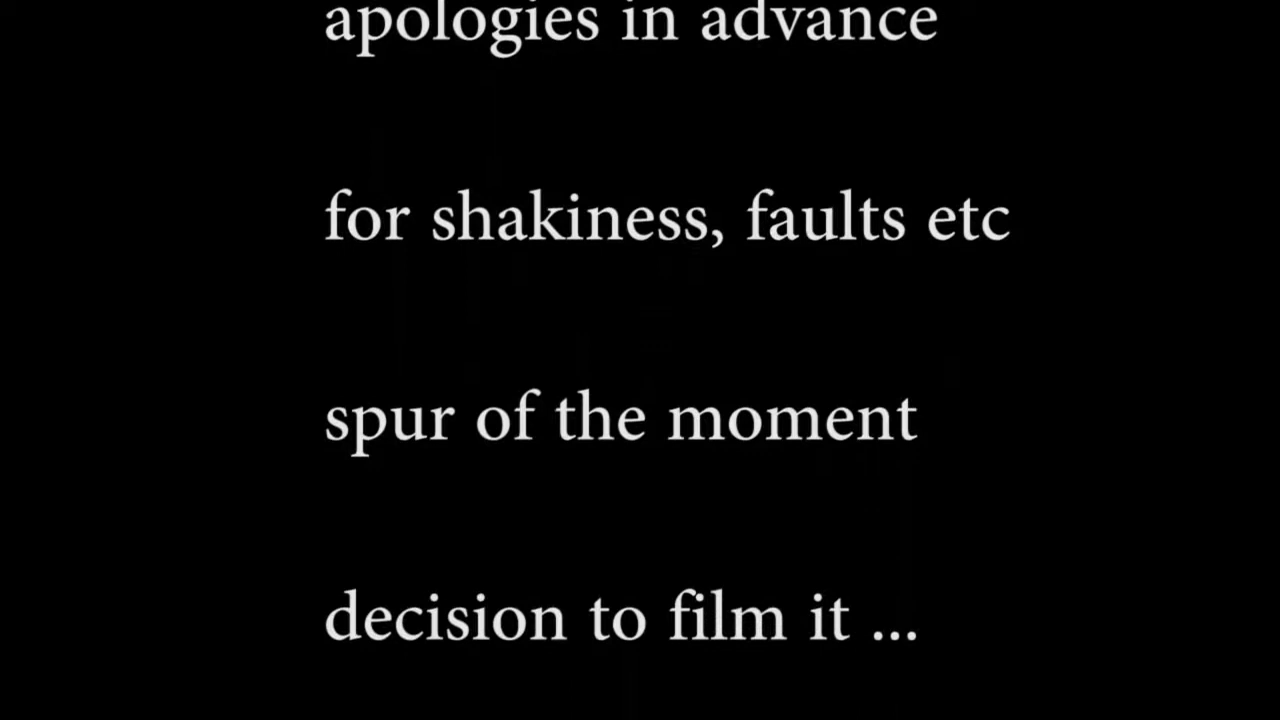 apologies in advance
for shakiness, faults etc
spur of the moment
decision to film it ...